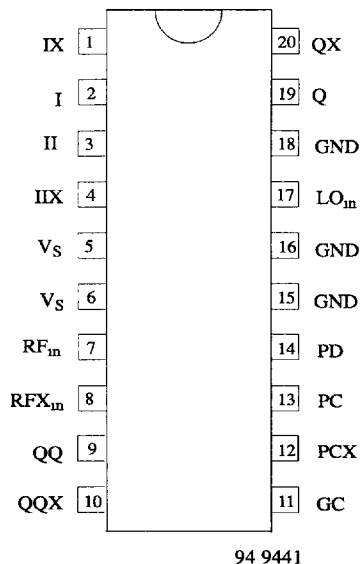 IX 1 20 QX
I 2 19 Q
II 3 18 GND
IIX 4 17 LOin
VS 5 16 GND
VS 6 15 GND
RFin 7 14 PD
RFXin 8 13 PC
QQ 9 12 PCX
QQX 10 11 GC
94 9441